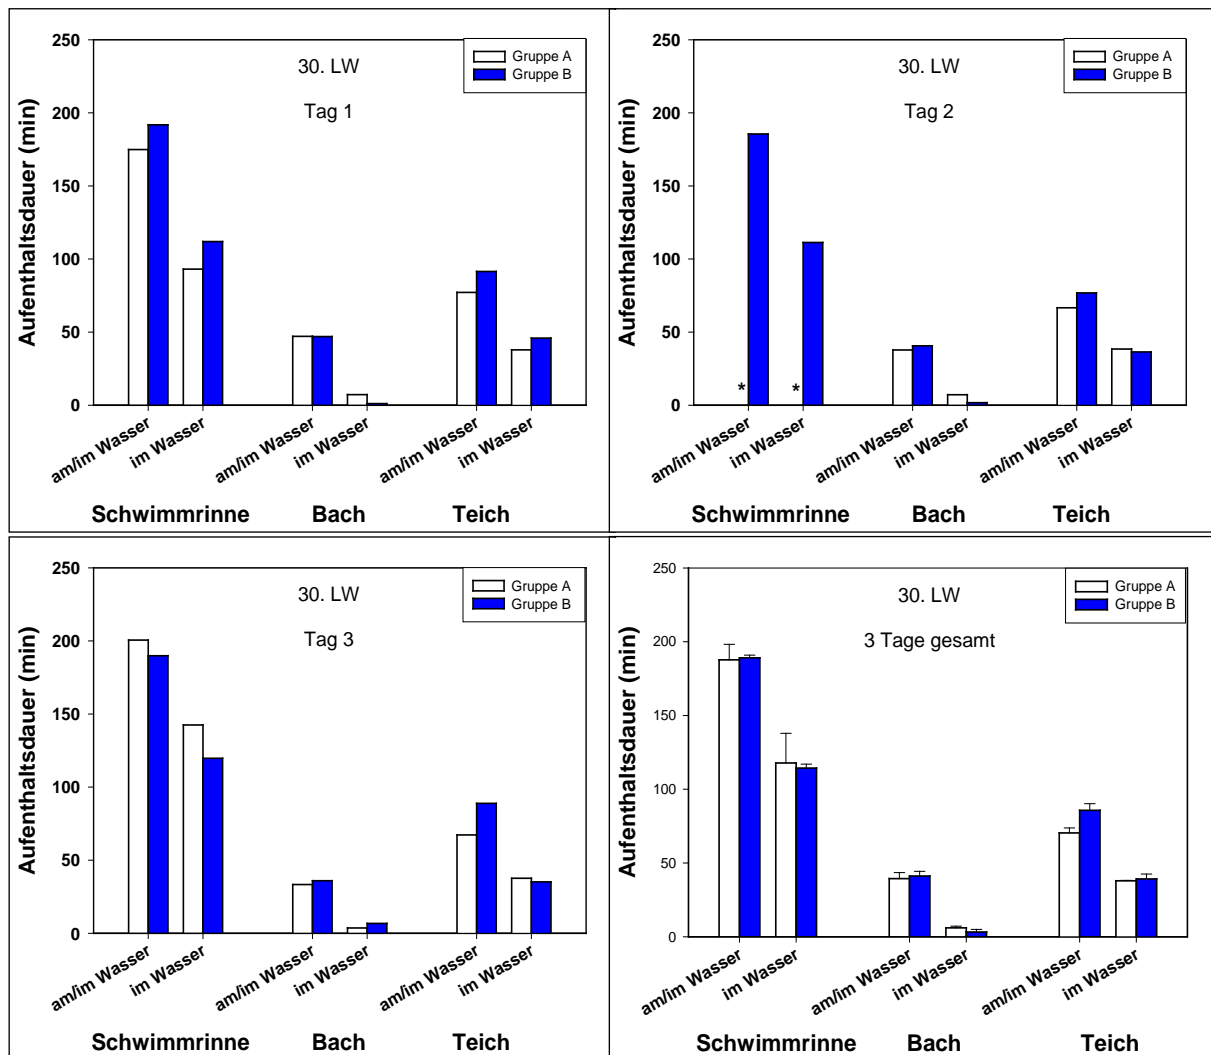 250
200
150
100
50
0
Aufenthaltsdauer (min)
30. LW
Tag 1
Gruppe A
Gruppe B
am/im Wasser
im Wasser
am/im Wasser
im Wasser
am/im Wasser
im Wasser
Schwimmrinne Bach Teich
250
200
150
100
50
0
Aufenthaltsdauer (min)
30. LW
Tag 2
Gruppe A
Gruppe B
* *
am/im Wasser
im Wasser
am/im Wasser
im Wasser
am/im Wasser
im Wasser
Schwimmrinne Bach Teich
250
200
150
100
50
0
Aufenthaltsdauer (min)
30. LW
Tag 3
Gruppe A
Gruppe B
am/im Wasser
im Wasser
am/im Wasser
im Wasser
am/im Wasser
im Wasser
Schwimmrinne Bach Teich
250
200
150
100
50
0
Aufenthaltsdauer (min)
30. LW
3 Tage gesamt
Gruppe A
Gruppe B
am/im Wasser
im Wasser
am/im Wasser
im Wasser
am/im Wasser
im Wasser
Schwimmrinne Bach Teich